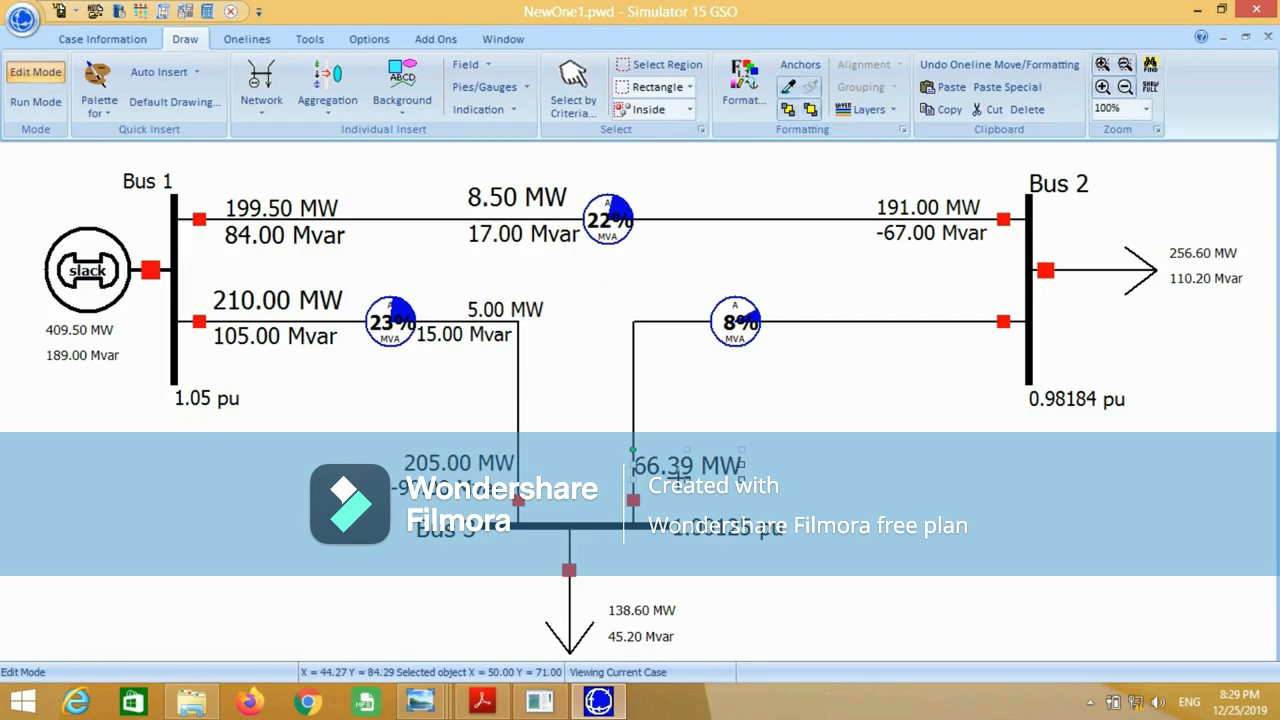 NewOne1.pwd - Simulator 15 GSO
Case Information Draw Onelines Tools Options Add Ons Window
Edit Mode
Run Mode
Mode
Palette for
Auto Insert
Default Drawing...
Quick Insert
Network
Aggregation
Background
Field
Pies/Gauges
Indication
Individual Insert
Select by Criteria...
Select Region
Rectangle
Inside
Select
Format...
Anchors
Layers
Alignment
Grouping
Formatting
Undo Oneline Move/Formatting
Paste Paste Special
Copy Cut Delete
Clipboard
100%
Zoom
Bus 1
Bus 2
199.50 MW
84.00 Mvar
8.50 MW
17.00 Mvar
A
22%
MVA
191.00 MW
-67.00 Mvar
slack
409.50 MW
189.00 Mvar
256.60 MW
110.20 Mvar
210.00 MW
105.00 Mvar
A
23%
MVA
5.00 MW
15.00 Mvar
A
8%
MVA
1.05 pu
0.98184 pu
205.00 MW
66.39 MW
Wondershare
Filmora
Created with
Wondershare Filmora free plan
Bus 3
1.00125 pu
138.60 MW
45.20 Mvar
Edit Mode
X = 44.27 Y = 84.29 Selected object X = 50.00 Y = 71.00
Viewing Current Case
ENG
8:29 PM
12/25/2019